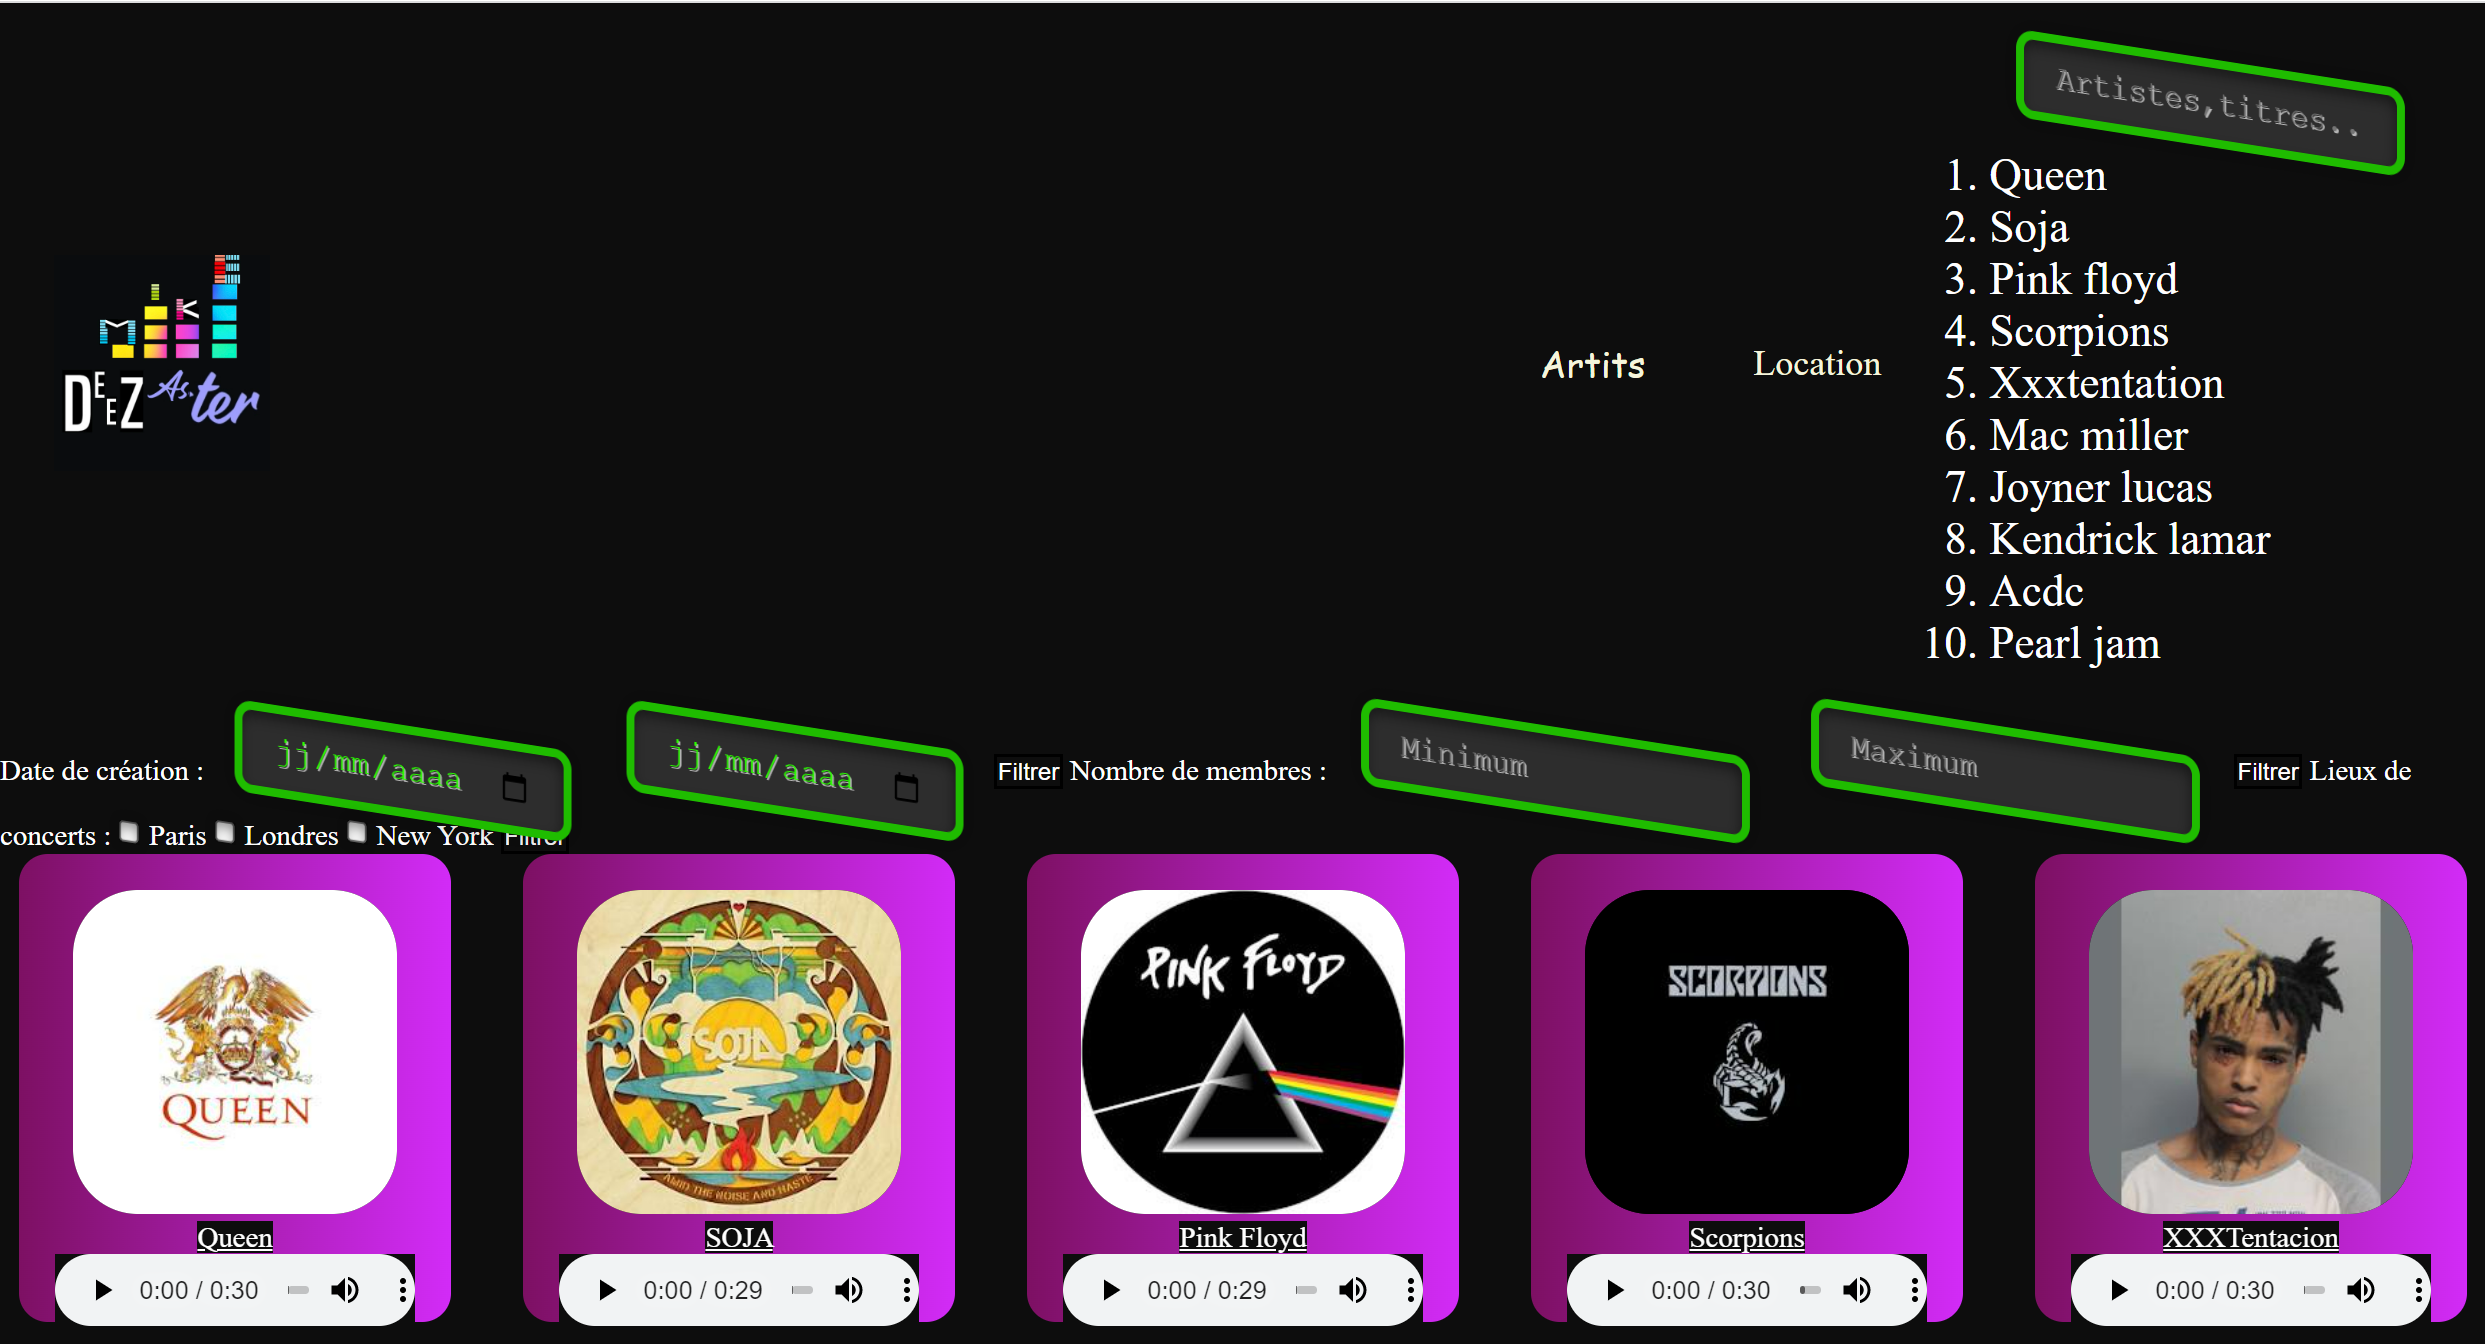 Artistes,titres..
1. Queen
2. Soja
3. Pink floyd
4. Scorpions
5. Xxxtentation
6. Mac miller
7. Joyner lucas
8. Kendrick lamar
9. Acdc
10. Pearl jam
DEEZ As.ter
Artits
Location
Date de création : jj/mm/aaaa jj/mm/aaaa Filtrer Nombre de membres : Minimum Maximum Filtrer Lieux de
concerts : Paris Londres New York Filtrer
QUEEN
SOJA
AMID THE NOISE AND HASTE
PINK FLOYD
SCORPIONS
Queen
SOJA
Pink Floyd
Scorpions
XXXTentacion
0:00 / 0:30
0:00 / 0:29
0:00 / 0:29
0:00 / 0:30
0:00 / 0:30